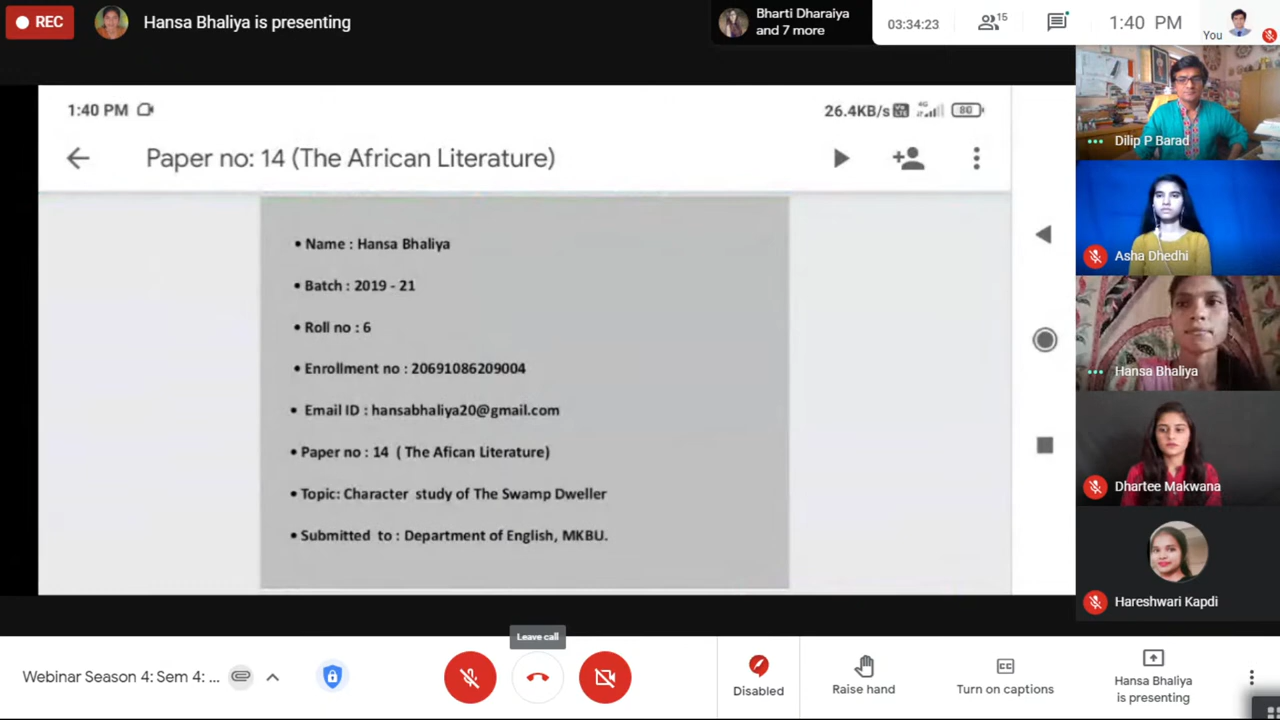 REC
Hansa Bhaliya is presenting
Bharti Dharaiya
and 7 more
03:34:23
15
1:40 PM
You
1:40 PM
26.4KB/s
4G
80
Paper no: 14 (The African Literature)
• Name : Hansa Bhaliya
• Batch : 2019 - 21
• Roll no : 6
• Enrollment no : 20691086209004
• Email ID : hansabhaliya20@gmail.com
• Paper no : 14 ( The Afican Literature)
• Topic: Character study of The Swamp Dweller
• Submitted to : Department of English, MKBU.
Dilip P Barad
Asha Dhedhi
Hansa Bhaliya
Dhartee Makwana
Hareshwari Kapdi
Leave call
Webinar Season 4: Sem 4: ...
Disabled
Raise hand
CC
Turn on captions
Hansa Bhaliya
is presenting